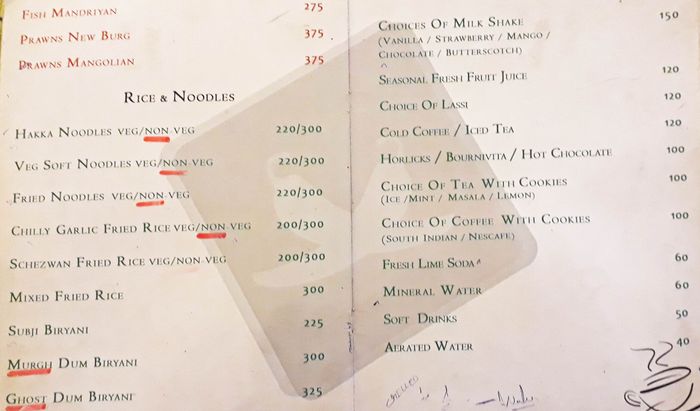 Fish Mandriyan 275
Prawns New Burg 375
Prawns Mangolian 375
Rice & Noodles
Hakka Noodles veg/non-veg 220/300
Veg Soft Noodles veg/non-veg 220/300
Fried Noodles veg/non-veg 220/300
Chilly Garlic Fried Rice veg/non-veg 200/300
Schezwan Fried Rice veg/non-veg 200/300
Mixed Fried Rice 300
Subji Biryani 225
Murgh Dum Biryani 300
Ghost Dum Biryani 325
Choices Of Milk Shake 150
(Vanilla / Strawberry / Mango /
Chocolate / Butterscotch)
Seasonal Fresh Fruit Juice 120
Choice Of Lassi 120
Cold Coffee / Iced Tea 120
Horlicks / Bournivita / Hot Chocolate 100
Choice Of Tea With Cookies 100
(Ice /Mint / Masala / Lemon)
Choice Of Coffee With Cookies 100
(South Indian / Nescafe)
Fresh Lime Soda 60
Mineral Water 60
Soft Drinks 50
Aerated Water 40